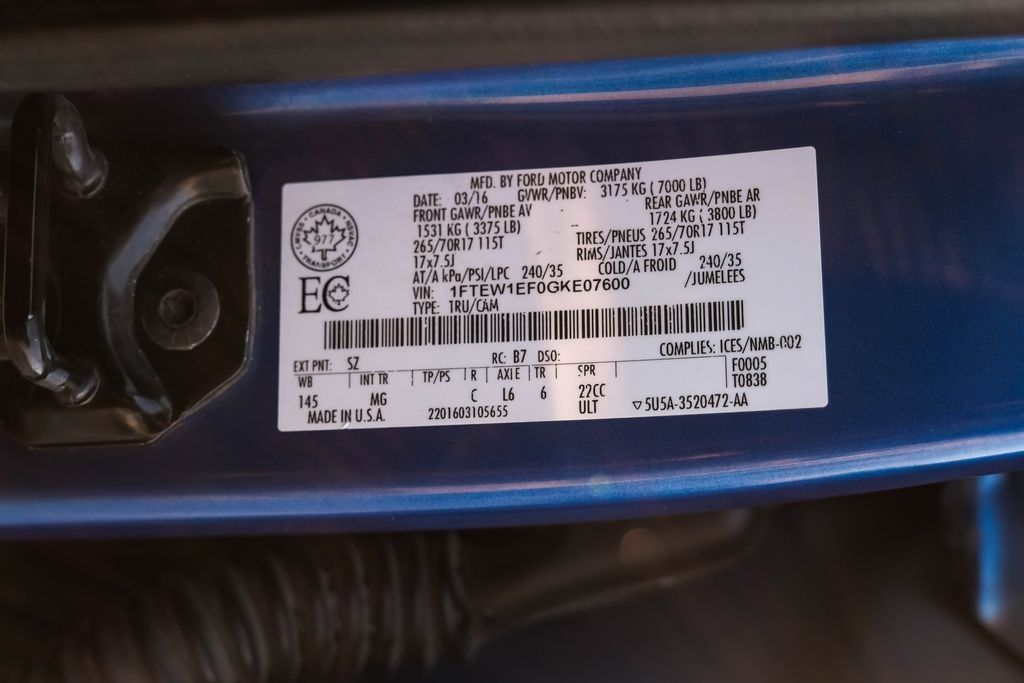 MFD. BY FORD MOTOR COMPANY
DATE: 03/16 GVWR/PNBV: 3175 KG ( 7000 LB)
FRONT GAWR/PNBE AV REAR GAWR/PNBE AR
1531 KG ( 3375 LB) 1724 KG ( 3800 LB)
265/70R17 115T TIRES/PNEUS 265/70R17 115T
17x7.5J RIMS/JANTES 17x7.5J
AT/A kPa/PSI/LPC 240/35 COLD/A FROID 240/35
VIN: 1FTEW1EF0GKE07600 /JUMELEES
TYPE: TRU/CAM
CANADA
977
TRANSPORT
EC
EXT PNT: SZ RC: B7 DSO: COMPLIES: ICES/NMB-002
WB INT TR TP/PS R AXLE TR SPR F0005
T0838
145 MG C L6 6 22CC
ULT
MADE IN U.S.A. 2201603105655 ▽5U5A-3520472-AA